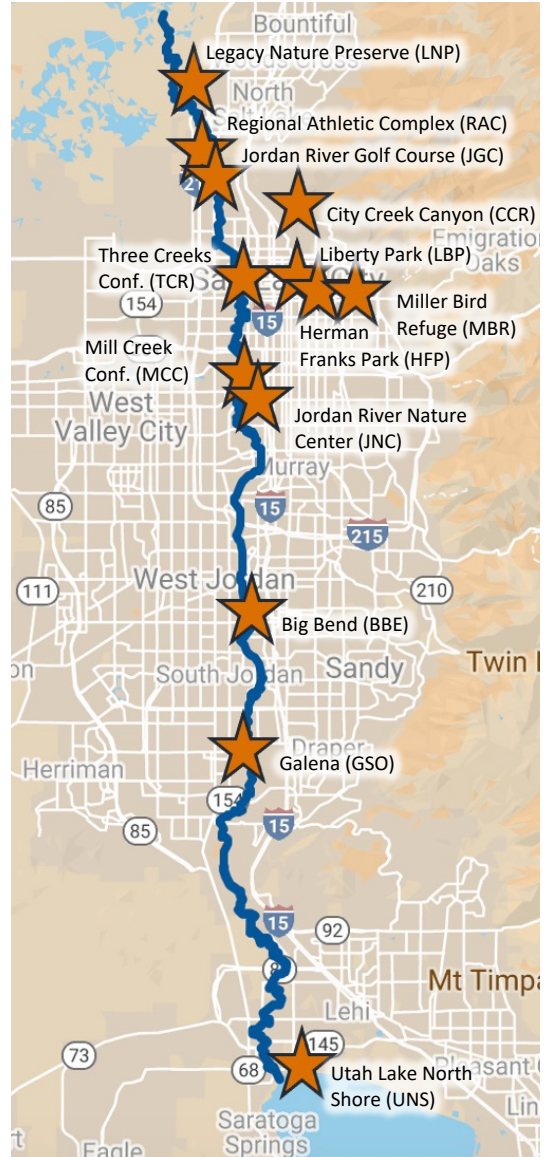 Bountiful
Legacy Nature Preserve (LNP)
North
Regional Athletic Complex (RAC)
Jordan River Golf Course (JGC)
City Creek Canyon (CCR)
Emigration
Oaks
Three Creeks
Conf. (TCR)
Liberty Park (LBP)
154
15
Miller Bird
Refuge (MBR)
Herman
Franks Park (HFP)
Mill Creek
Conf. (MCC)
West
Valley City
Jordan River Nature
Center (JNC)
Murray
85
15
215
West Jordan
111
210
Big Bend (BBE)
South Jordan
Sandy
Twin
Draper
Galena (GSO)
Herriman
154
15
85
15
92
Mt Timpa
Lehi
145
73
68
Pleasant
Utah Lake North
Shore (UNS)
Lin
Saratoga
Springs
Eagle